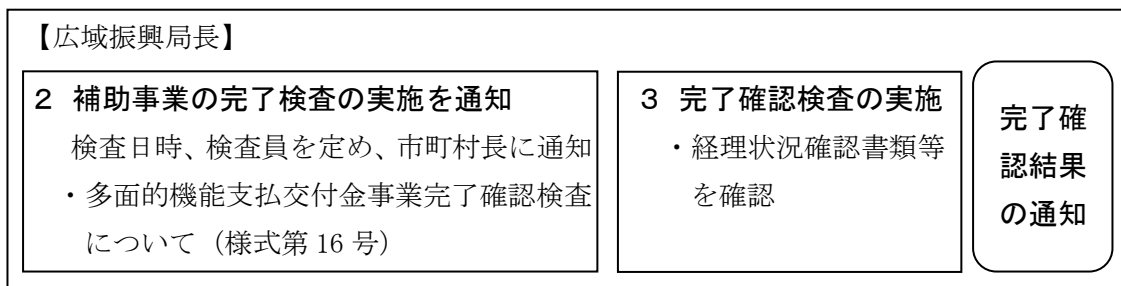 【広域振興局長】
２ 補助事業の完了検査の実施を通知
検査日時、検査員を定め、市町村長に通知
・多面的機能支払交付金事業完了確認検査
について（様式第 16 号）
３ 完了確認検査の実施
・経理状況確認書類等
を確認
完了確
認結果
の通知